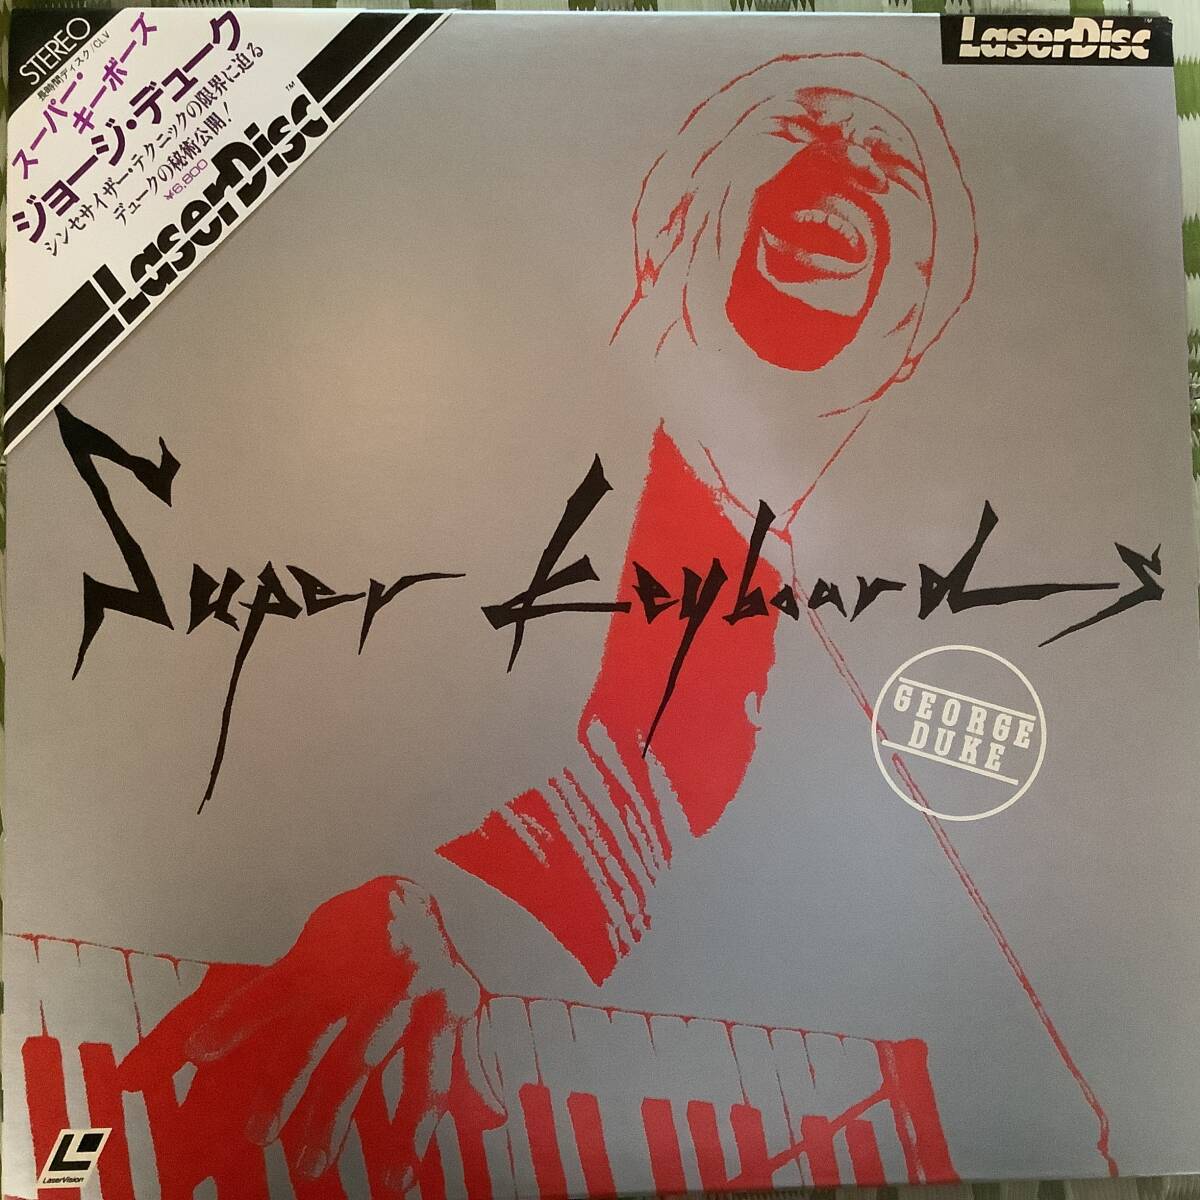 STEREO
長時間ディスク/CLV
スーパー・
キーボーズ
ジョージ・デューク
シンセサイザー・テクニックの限界に迫る
デュークの秘術公開!
¥6,800
LaserDisc™
LaserDisc™
Super Keyboards
GEORGE
DUKE
LaserVision